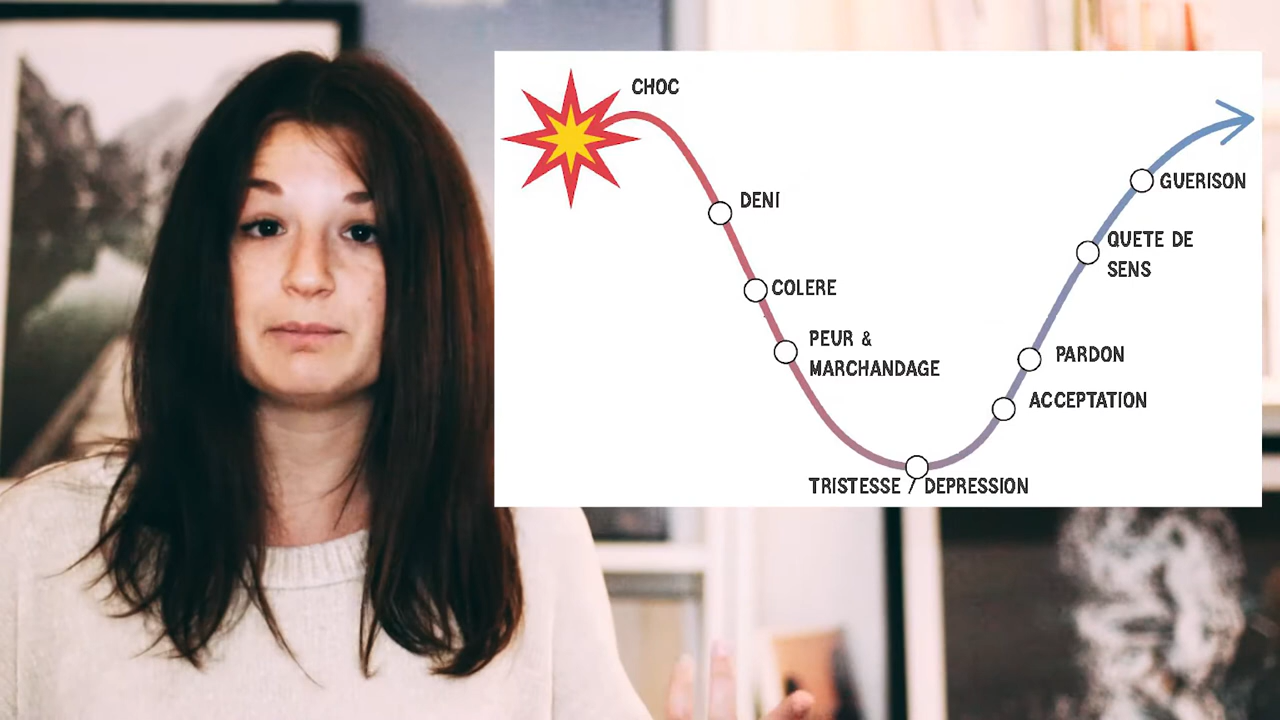 CHOC
DENI
COLERE
PEUR &
MARCHANDAGE
TRISTESSE / DEPRESSION
ACCEPTATION
PARDON
QUETE DE
SENS
GUERISON